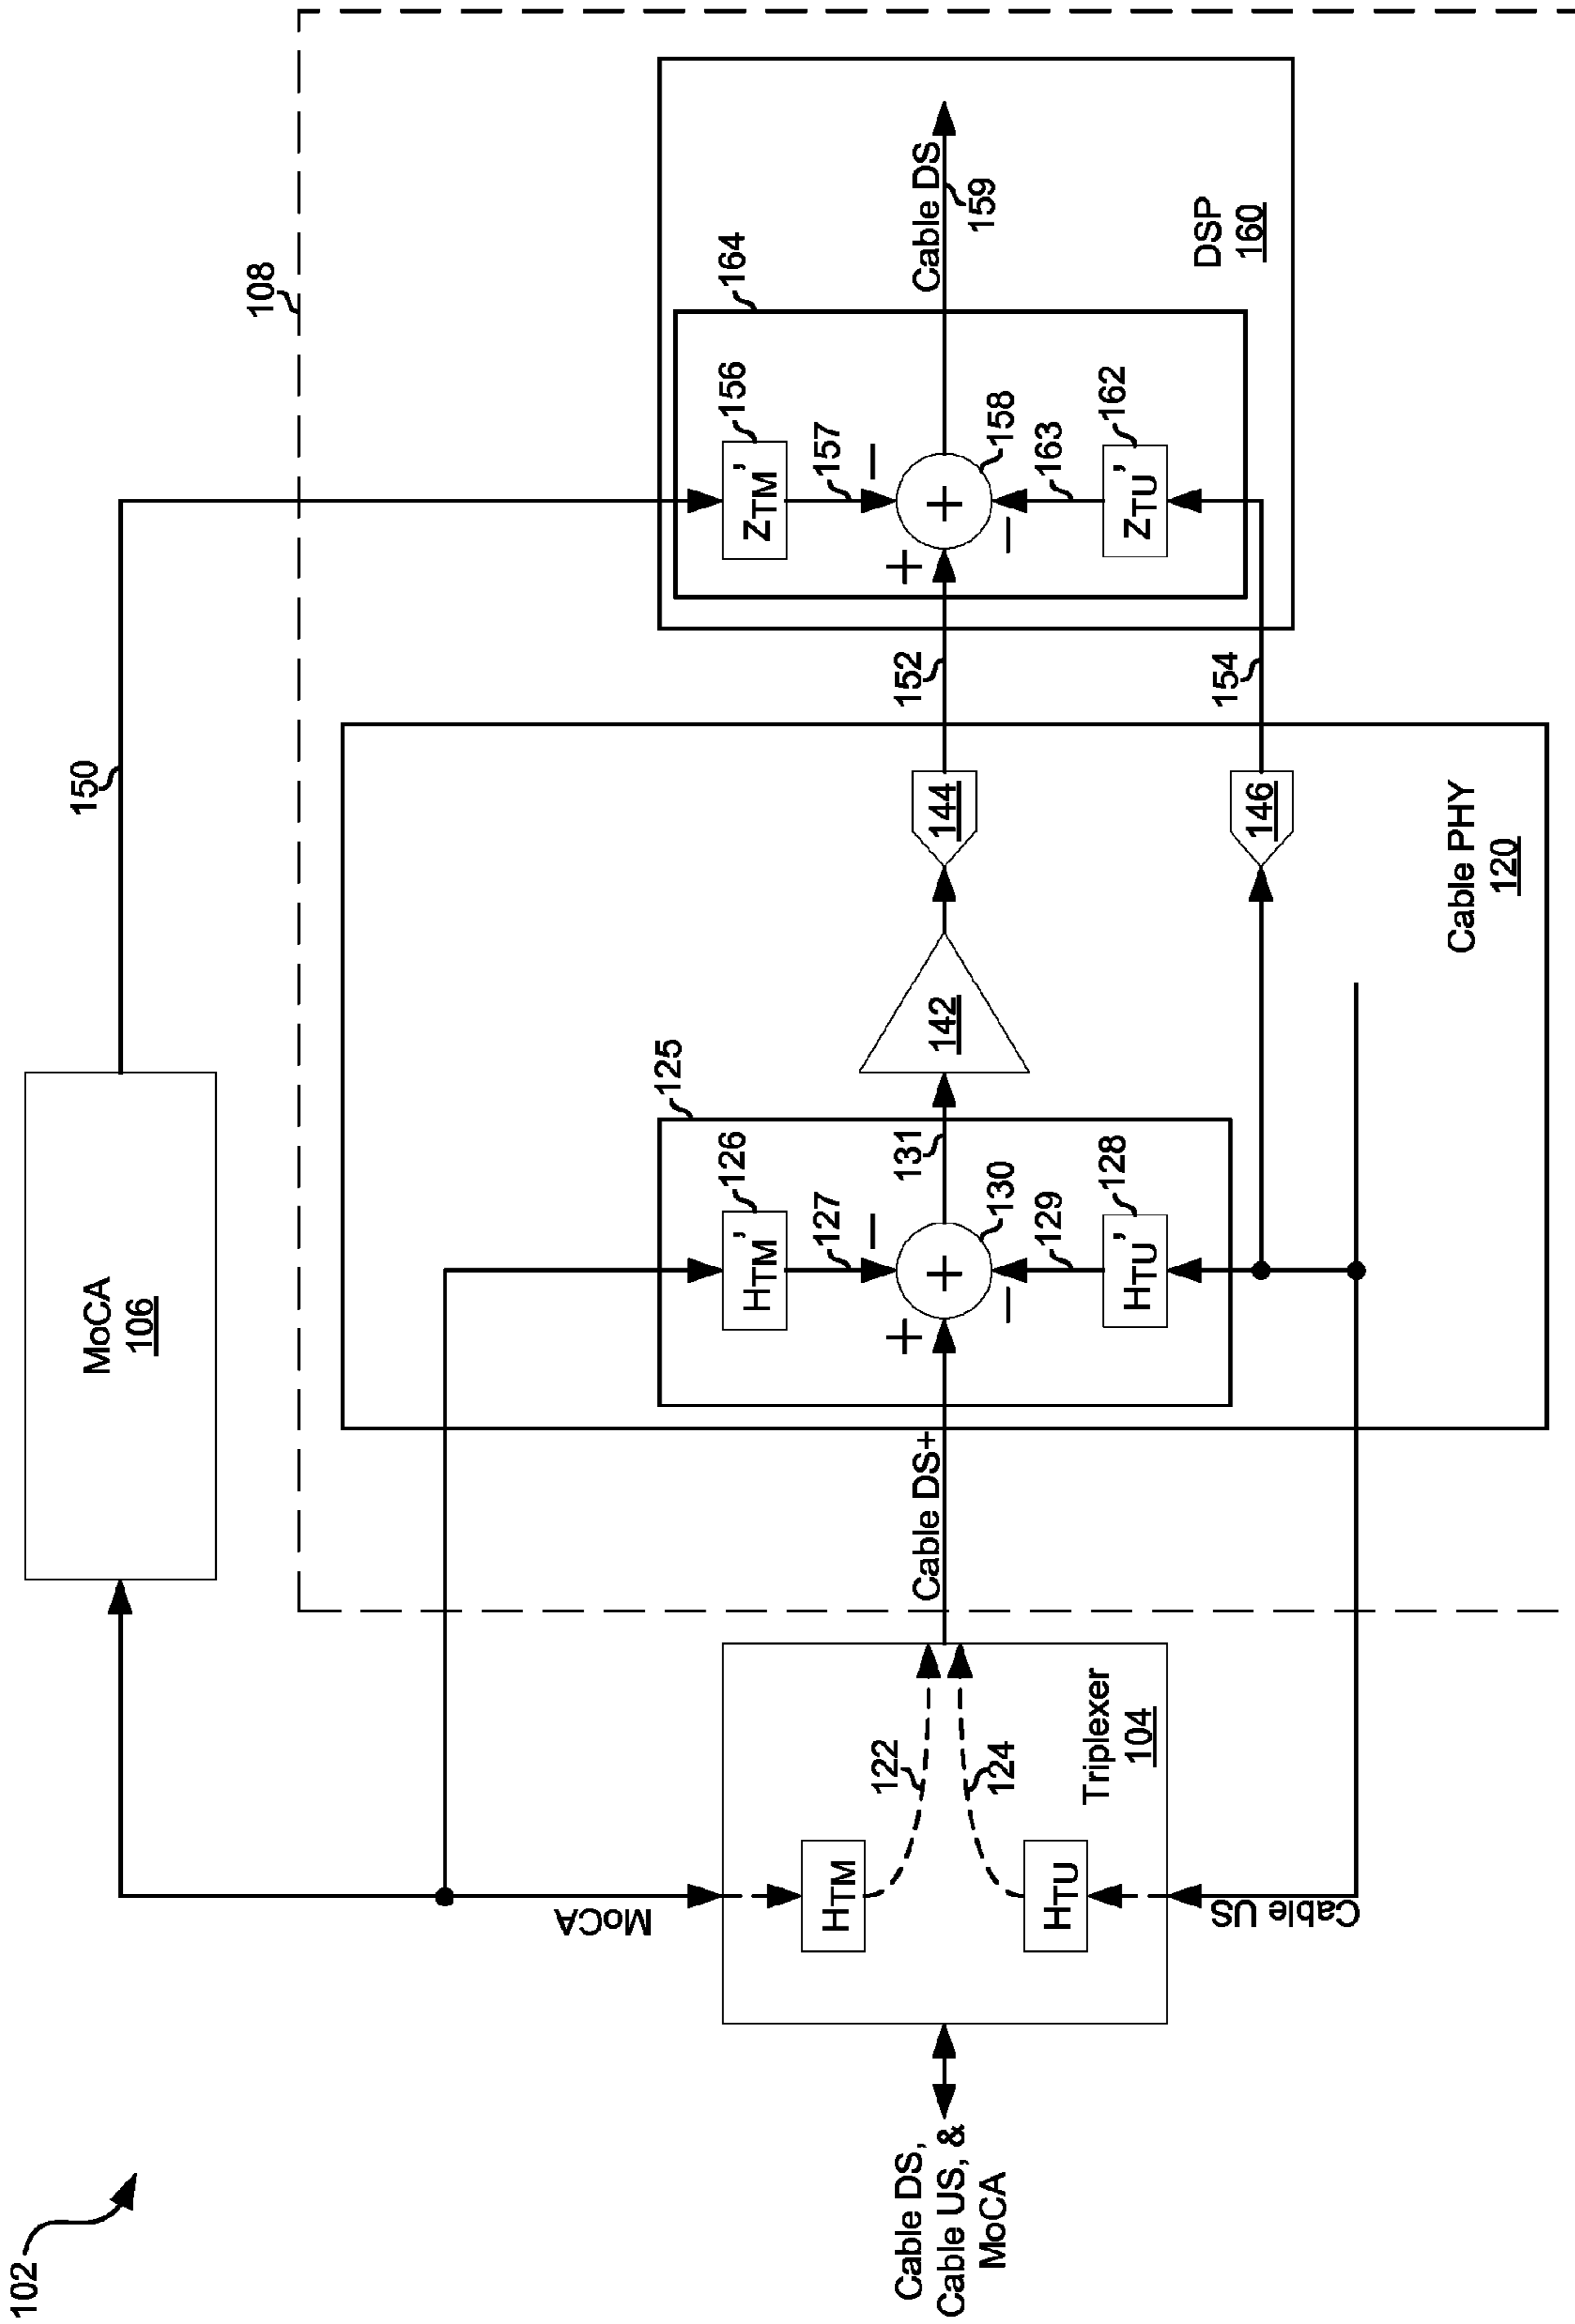 102
150
MoCA
106
108
MoCA
Cable DS,
Cable US, &
MoCA
HTM
122
124
HTU
Triplexer
104
Cable US
Cable DS+
125
HTM'
126
127
−
+
+
130
131
−
129
HTU'
128
142
144
146
Cable PHY
120
152
154
164
ZTM'
156
157
−
+
+
158
−
163
ZTU'
162
Cable DS
159
DSP
160